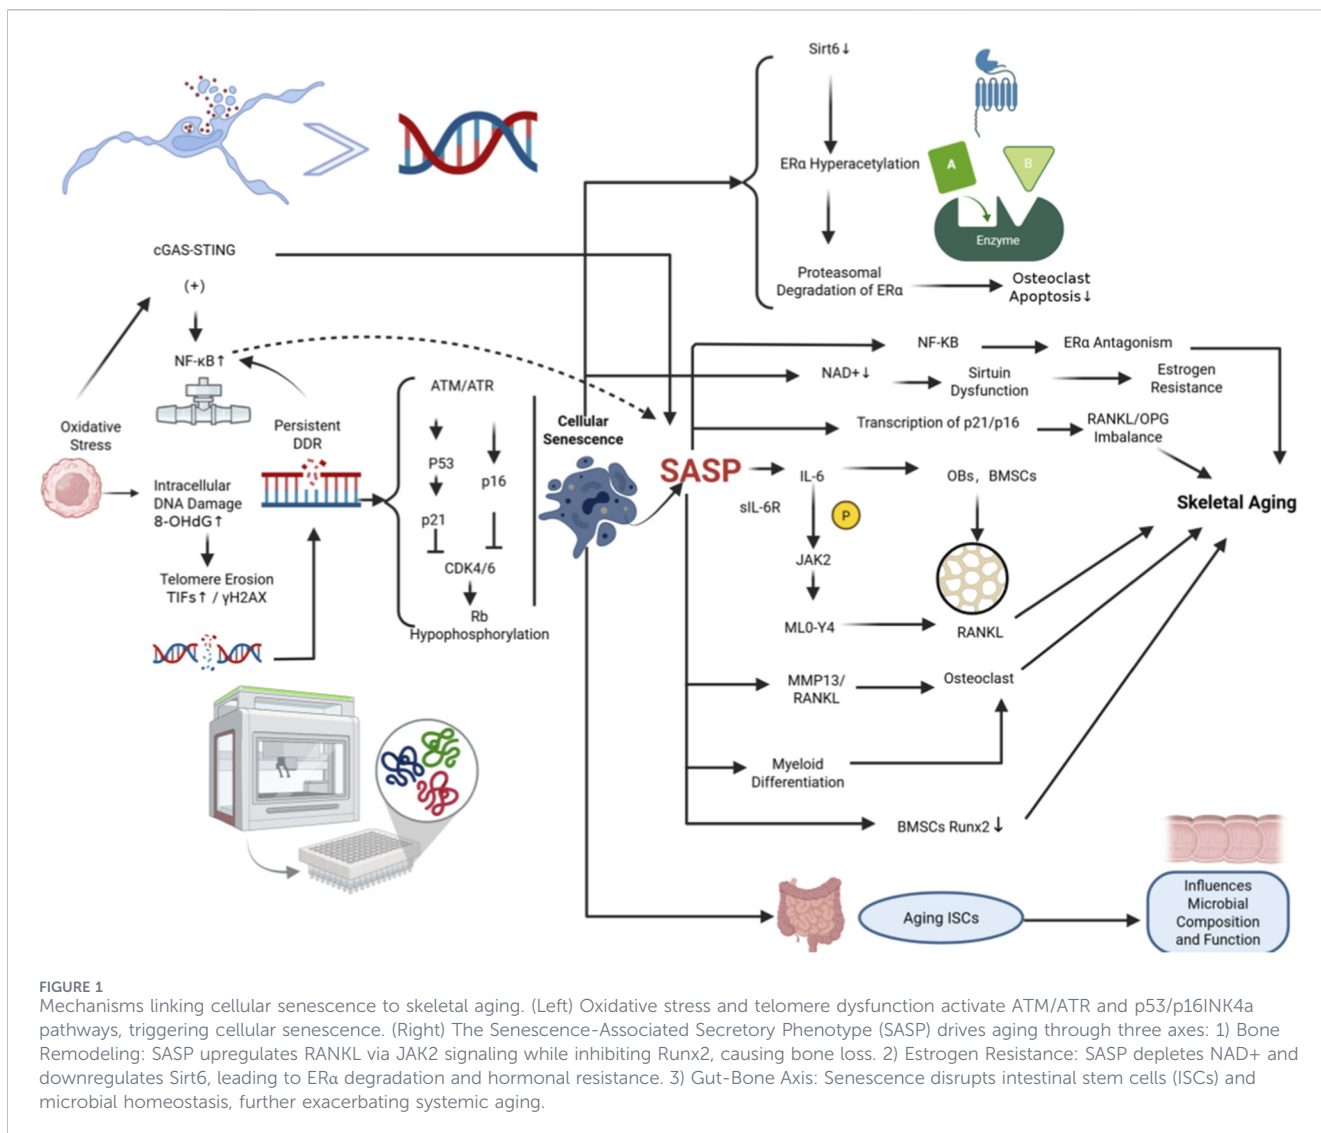 Sirt6↓
ERα Hyperacetylation
Proteasomal
Degradation of ERα
Osteoclast
Apoptosis↓
A
B
Enzyme
cGAS-STING
(+)
NF-κB↑
Oxidative
Stress
Persistent
DDR
Intracellular
DNA Damage
8-OHdG↑
Telomere Erosion
TIFs↑ / γH2AX
ATM/ATR
P53
p16
p21
CDK4/6
Rb
Hypophosphorylation
Cellular
Senescence
SASP
NF-KB
ERα Antagonism
NAD+↓
Sirtuin
Dysfunction
Estrogen
Resistance
Transcription of p21/p16
RANKL/OPG
Imbalance
IL-6
sIL-6R
P
OBs, BMSCs
JAK2
ML0-Y4
RANKL
Skeletal Aging
MMP13/
RANKL
Osteoclast
Myeloid
Differentiation
BMSCs Runx2↓
Aging ISCs
Influences
Microbial
Composition
and Function
FIGURE 1
Mechanisms linking cellular senescence to skeletal aging. (Left) Oxidative stress and telomere dysfunction activate ATM/ATR and p53/p16INK4a
pathways, triggering cellular senescence. (Right) The Senescence-Associated Secretory Phenotype (SASP) drives aging through three axes: 1) Bone
Remodeling: SASP upregulates RANKL via JAK2 signaling while inhibiting Runx2, causing bone loss. 2) Estrogen Resistance: SASP depletes NAD+ and
downregulates Sirt6, leading to ERα degradation and hormonal resistance. 3) Gut-Bone Axis: Senescence disrupts intestinal stem cells (ISCs) and
microbial homeostasis, further exacerbating systemic aging.